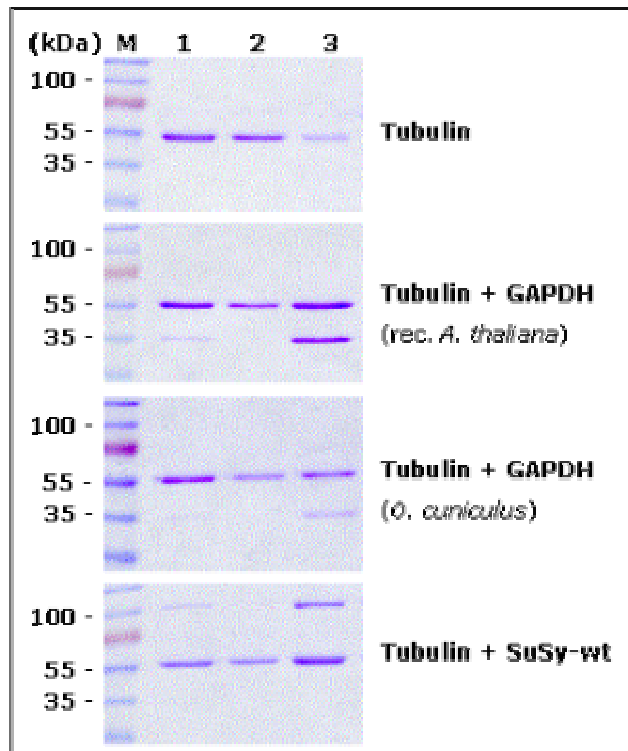 (kDa) M 1 2 3
100 -
55 -
35 -
Tubulin
100 -
55 -
35 -
Tubulin + GAPDH
(rec. A. thaliana)
100 -
55 -
35 -
Tubulin + GAPDH
(O. cuniculus)
100 -
55 -
35 -
Tubulin + SuSy-wt